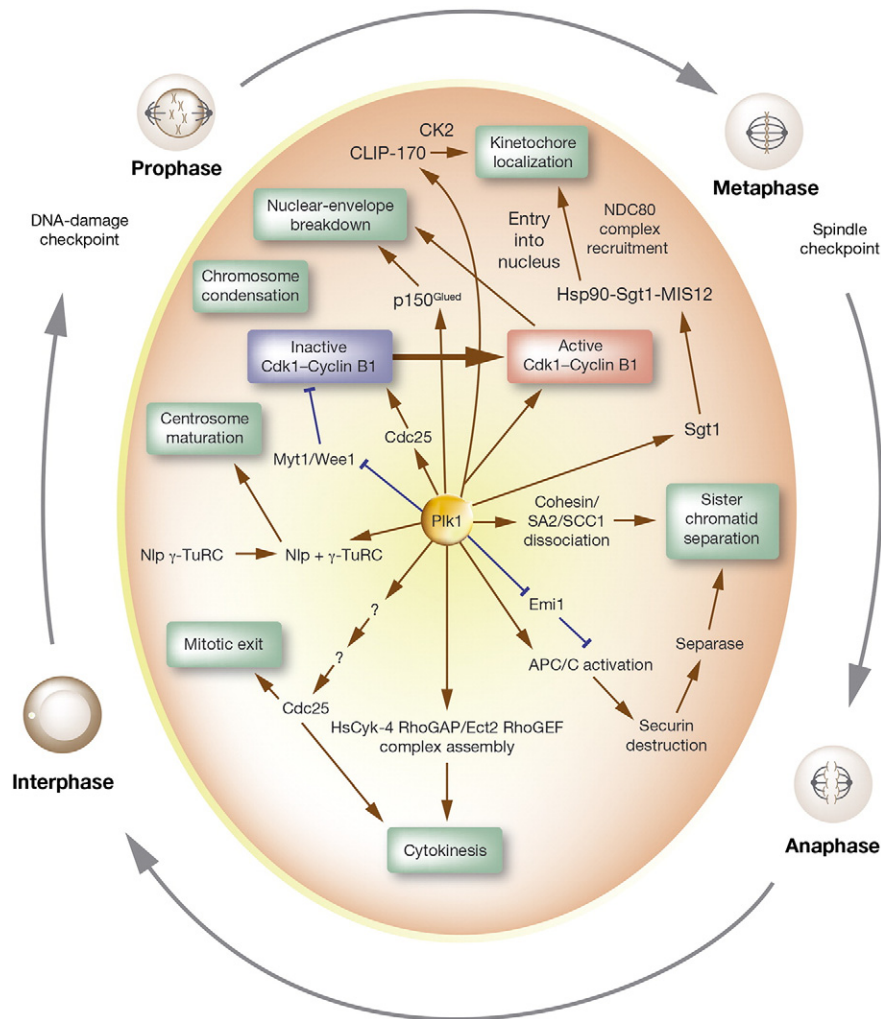 Prophase
Metaphase
DNA-damage
checkpoint
Spindle
checkpoint
CK2
CLIP-170
Kinetochore
localization
Nuclear-envelope
breakdown
Entry
into
nucleus
NDC80
complex
recruitment
Chromosome
condensation
p150Glued
Hsp90-Sgt1-MIS12
Inactive
Cdk1–Cyclin B1
Active
Cdk1–Cyclin B1
Centrosome
maturation
Cdc25
Myt1/Wee1
Sgt1
Plk1
Cohesin/
SA2/SCC1
dissociation
Sister
chromatid
separation
Nlp γ-TuRC
Nlp + γ-TuRC
?
Emi1
Mitotic exit
?
APC/C activation
Separase
Cdc25
HsCyk-4 RhoGAP/Ect2 RhoGEF
complex assembly
Securin
destruction
Interphase
Anaphase
Cytokinesis